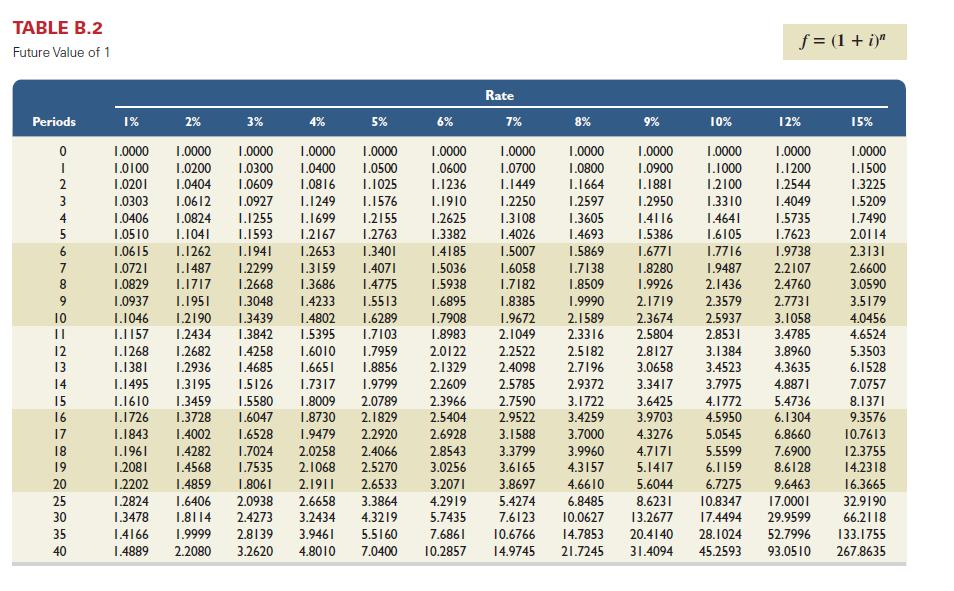 TABLE B.2
Future Value of 1
f = (1 + i)ⁿ
Rate
Periods 1% 2% 3% 4% 5% 6% 7% 8% 9% 10% 12% 15%
0 1.0000 1.0000 1.0000 1.0000 1.0000 1.0000 1.0000 1.0000 1.0000 1.0000 1.0000 1.0000
1 1.0100 1.0200 1.0300 1.0400 1.0500 1.0600 1.0700 1.0800 1.0900 1.1000 1.1200 1.1500
2 1.0201 1.0404 1.0609 1.0816 1.1025 1.1236 1.1449 1.1664 1.1881 1.2100 1.2544 1.3225
3 1.0303 1.0612 1.0927 1.1249 1.1576 1.1910 1.2250 1.2597 1.2950 1.3310 1.4049 1.5209
4 1.0406 1.0824 1.1255 1.1699 1.2155 1.2625 1.3108 1.3605 1.4116 1.4641 1.5735 1.7490
5 1.0510 1.1041 1.1593 1.2167 1.2763 1.3382 1.4026 1.4693 1.5386 1.6105 1.7623 2.0114
6 1.0615 1.1262 1.1941 1.2653 1.3401 1.4185 1.5007 1.5869 1.6771 1.7716 1.9738 2.3131
7 1.0721 1.1487 1.2299 1.3159 1.4071 1.5036 1.6058 1.7138 1.8280 1.9487 2.2107 2.6600
8 1.0829 1.1717 1.2668 1.3686 1.4775 1.5938 1.7182 1.8509 1.9926 2.1436 2.4760 3.0590
9 1.0937 1.1951 1.3048 1.4233 1.5513 1.6895 1.8385 1.9990 2.1719 2.3579 2.7731 3.5179
10 1.1046 1.2190 1.3439 1.4802 1.6289 1.7908 1.9672 2.1589 2.3674 2.5937 3.1058 4.0456
11 1.1157 1.2434 1.3842 1.5395 1.7103 1.8983 2.1049 2.3316 2.5804 2.8531 3.4785 4.6524
12 1.1268 1.2682 1.4258 1.6010 1.7959 2.0122 2.2522 2.5182 2.8127 3.1384 3.8960 5.3503
13 1.1381 1.2936 1.4685 1.6651 1.8856 2.1329 2.4098 2.7196 3.0658 3.4523 4.3635 6.1528
14 1.1495 1.3195 1.5126 1.7317 1.9799 2.2609 2.5785 2.9372 3.3417 3.7975 4.8871 7.0757
15 1.1610 1.3459 1.5580 1.8009 2.0789 2.3966 2.7590 3.1722 3.6425 4.1772 5.4736 8.1371
16 1.1726 1.3728 1.6047 1.8730 2.1829 2.5404 2.9522 3.4259 3.9703 4.5950 6.1304 9.3576
17 1.1843 1.4002 1.6528 1.9479 2.2920 2.6928 3.1588 3.7000 4.3276 5.0545 6.8660 10.7613
18 1.1961 1.4282 1.7024 2.0258 2.4066 2.8543 3.3799 3.9960 4.7171 5.5599 7.6900 12.3755
19 1.2081 1.4568 1.7535 2.1068 2.5270 3.0256 3.6165 4.3157 5.1417 6.1159 8.6128 14.2318
20 1.2202 1.4859 1.8061 2.1911 2.6533 3.2071 3.8697 4.6610 5.6044 6.7275 9.6463 16.3665
25 1.2824 1.6406 2.0938 2.6658 3.3864 4.2919 5.4274 6.8485 8.6231 10.8347 17.0001 32.9190
30 1.3478 1.8114 2.4273 3.2434 4.3219 5.7435 7.6123 10.0627 13.2677 17.4494 29.9599 66.2118
35 1.4166 1.9999 2.8139 3.9461 5.5160 7.6861 10.6766 14.7853 20.4140 28.1024 52.7996 133.1755
40 1.4889 2.2080 3.2620 4.8010 7.0400 10.2857 14.9745 21.7245 31.4094 45.2593 93.0510 267.8635